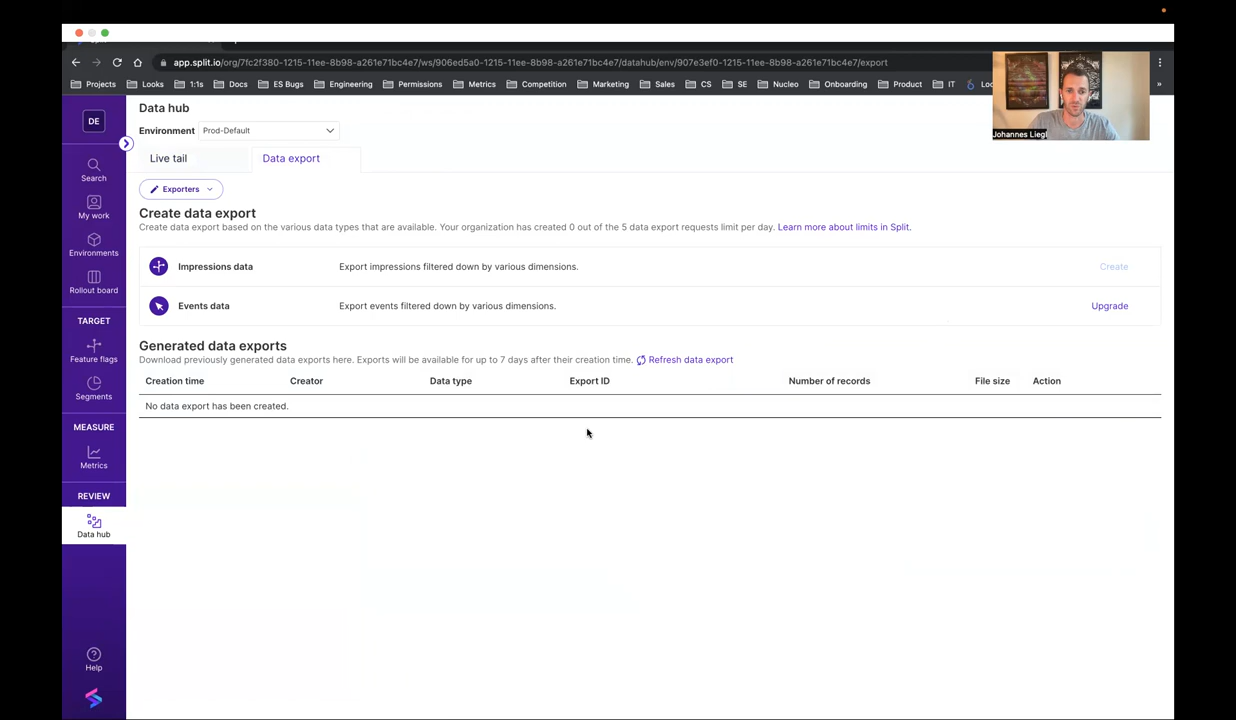 app.split.io/org/7fc2f380-1215-11ee-8b98-a261e71bc4e7/ws/906ed5a0-1215-11ee-8b98-a261e71bc4e7/datahub/env/907e3ef0-1215-11ee-8b98-a261e71bc4e7/export
Projects Looks 1:1s Docs ES Bugs Engineering Permissions Metrics Competition Marketing Sales CS SE Nucleo Onboarding Product IT »
Johannes Liegl
DE
Search
My work
Environments
Rollout board
TARGET
Feature flags
Segments
MEASURE
Metrics
REVIEW
Data hub
Help
Data hub
Environment Prod-Default
Live tail Data export
Exporters
Create data export
Create data export based on the various data types that are available. Your organization has created 0 out of the 5 data export requests limit per day. Learn more about limits in Split.
Impressions data Export impressions filtered down by various dimensions. Create
Events data Export events filtered down by various dimensions. Upgrade
Generated data exports
Download previously generated data exports here. Exports will be available for up to 7 days after their creation time. Refresh data export
Creation time Creator Data type Export ID Number of records File size Action
No data export has been created.